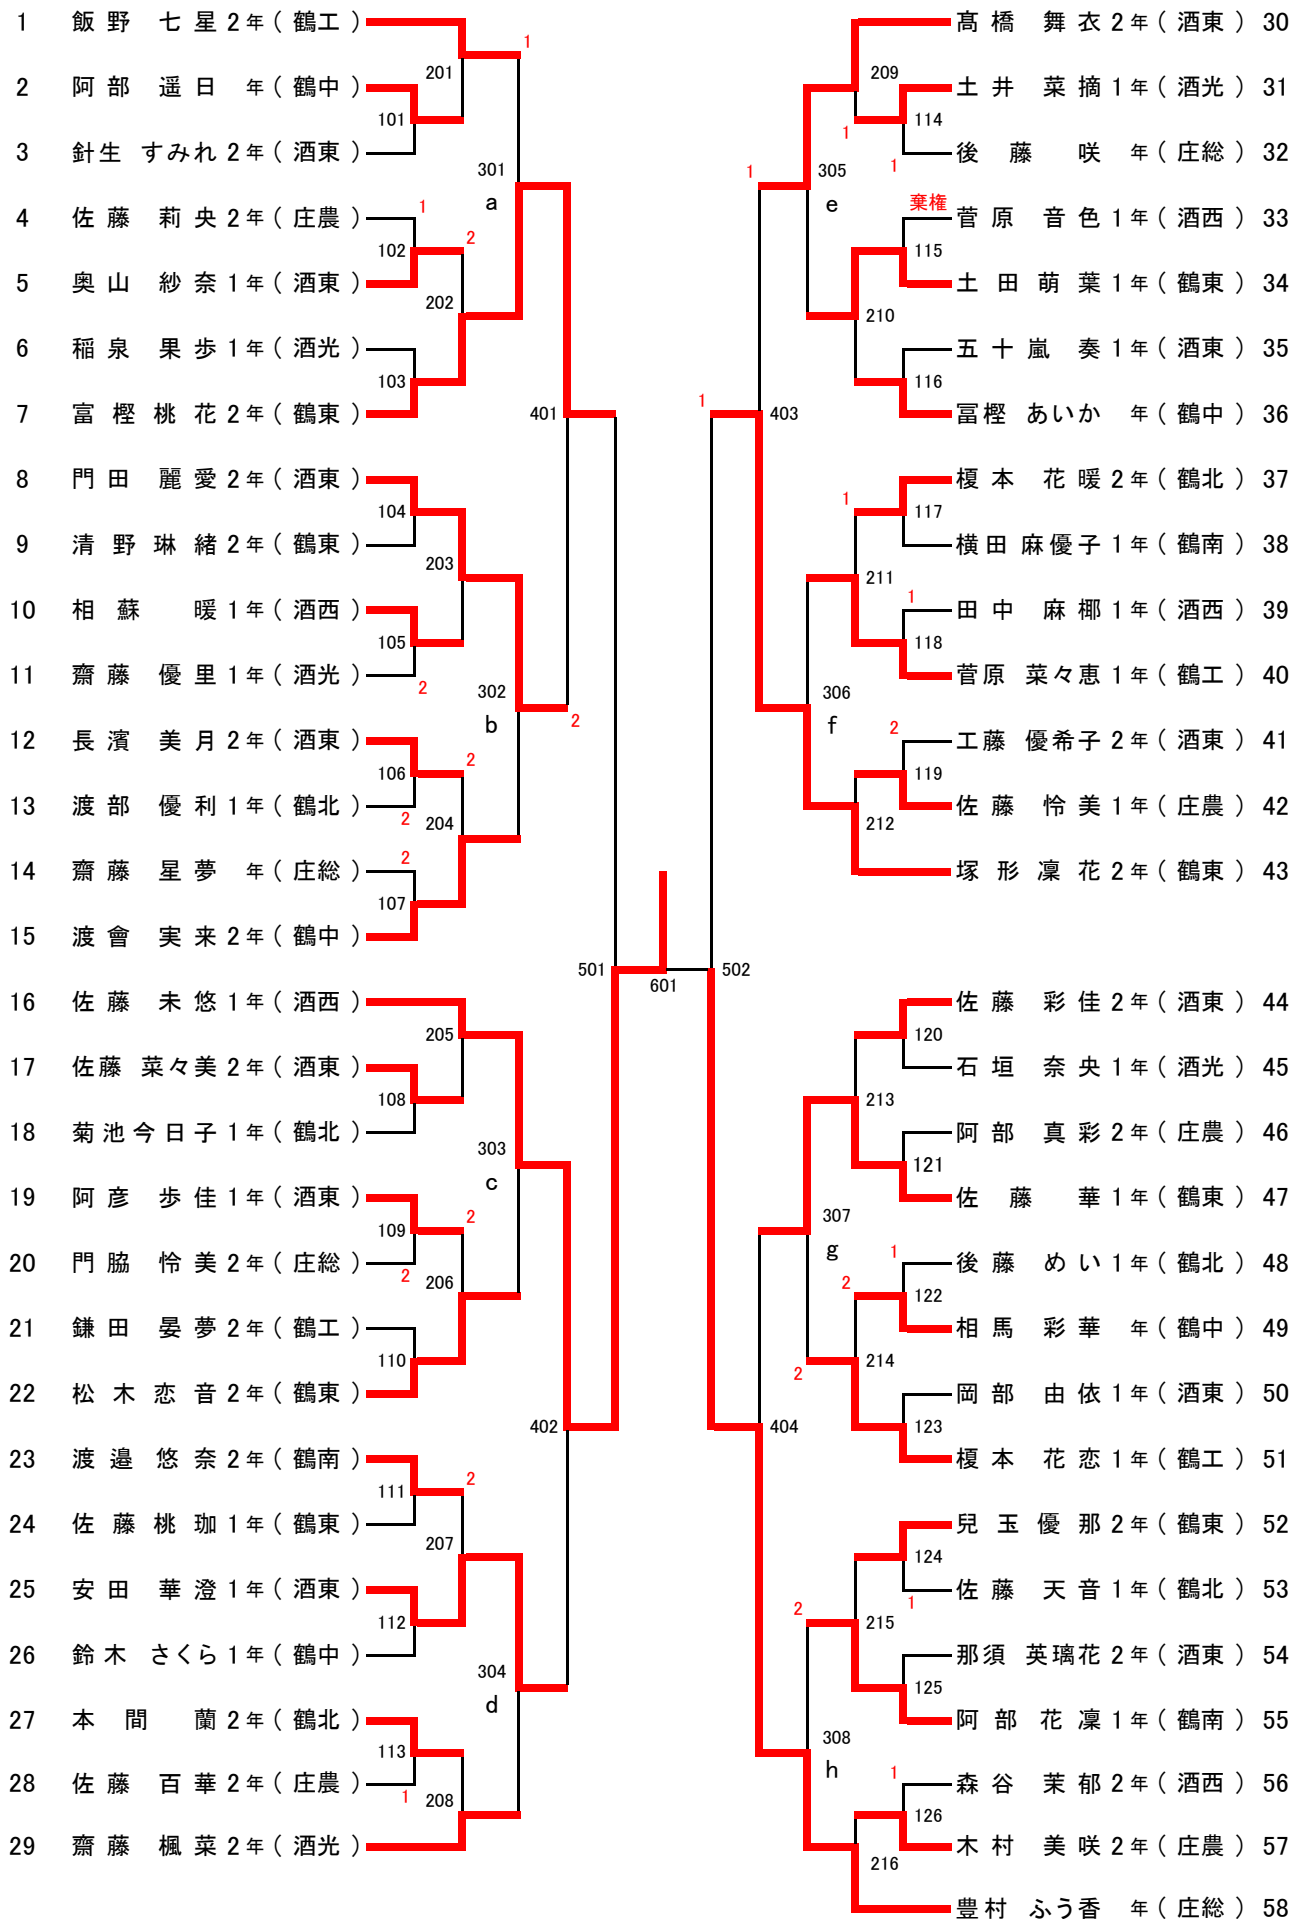 1 飯野 七星 2年（鶴工）
2 阿部 遥日 年（鶴中）
3 針生 すみれ 2年（酒東）
4 佐藤 莉央 2年（庄農）
5 奥山 紗奈 1年（酒東）
6 稲泉 果歩 1年（酒光）
7 富樫 桃花 2年（鶴東）
8 門田 麗愛 2年（酒東）
9 清野 琳緒 2年（鶴東）
10 相蘇 暖 1年（酒西）
11 齋藤 優里 1年（酒光）
12 長濱 美月 2年（酒東）
13 渡部 優利 1年（鶴北）
14 齋藤 星夢 年（庄総）
15 渡會 実来 2年（鶴中）
16 佐藤 未悠 1年（酒西）
17 佐藤 菜々美 2年（酒東）
18 菊池 今日子 1年（鶴北）
19 阿彦 歩佳 1年（酒東）
20 門脇 怜美 2年（庄総）
21 鎌田 晏夢 2年（鶴工）
22 松木 恋音 2年（鶴東）
23 渡邉 悠奈 2年（鶴南）
24 佐藤 桃珈 1年（鶴東）
25 安田 華澄 1年（酒東）
26 鈴木 さくら 1年（鶴中）
27 本間 蘭 2年（鶴北）
28 佐藤 百華 2年（庄農）
29 齋藤 楓菜 2年（酒光）
101
102
103
104
105
106
107
108
109
110
111
112
113
1
2
2
2
2
2
2
2
1
201
202
203
204
205
206
207
208
1
2
301
a
302
b
303
c
304
d
2
401
402
501
601
502
1
403
404
1
305
e
306
f
307
g
308
h
2
2
209
210
211
212
213
214
215
216
1
1
2
114
115
116
117
118
119
120
121
122
123
124
125
126
1
棄権
1
2
1
1
1
髙橋 舞衣 2年（酒東）30
土井 菜摘 1年（酒光）31
後藤 咲 年（庄総）32
菅原 音色 1年（酒西）33
土田 萌葉 1年（鶴東）34
五十嵐 奏 1年（酒東）35
冨樫 あいか 年（鶴中）36
榎本 花暖 2年（鶴北）37
横田 麻優子 1年（鶴南）38
田中 麻椰 1年（酒西）39
菅原 菜々恵 1年（鶴工）40
工藤 優希子 2年（酒東）41
佐藤 怜美 1年（庄農）42
塚形 凜花 2年（鶴東）43
佐藤 彩佳 2年（酒東）44
石垣 奈央 1年（酒光）45
阿部 真彩 2年（庄農）46
佐藤 華 1年（鶴東）47
後藤 めい 1年（鶴北）48
相馬 彩華 年（鶴中）49
岡部 由依 1年（酒東）50
榎本 花恋 1年（鶴工）51
兒玉 優那 2年（鶴東）52
佐藤 天音 1年（鶴北）53
那須 英璃花 2年（酒東）54
阿部 花凜 1年（鶴南）55
森谷 茉郁 2年（酒西）56
木村 美咲 2年（庄農）57
豊村 ふう香 年（庄総）58